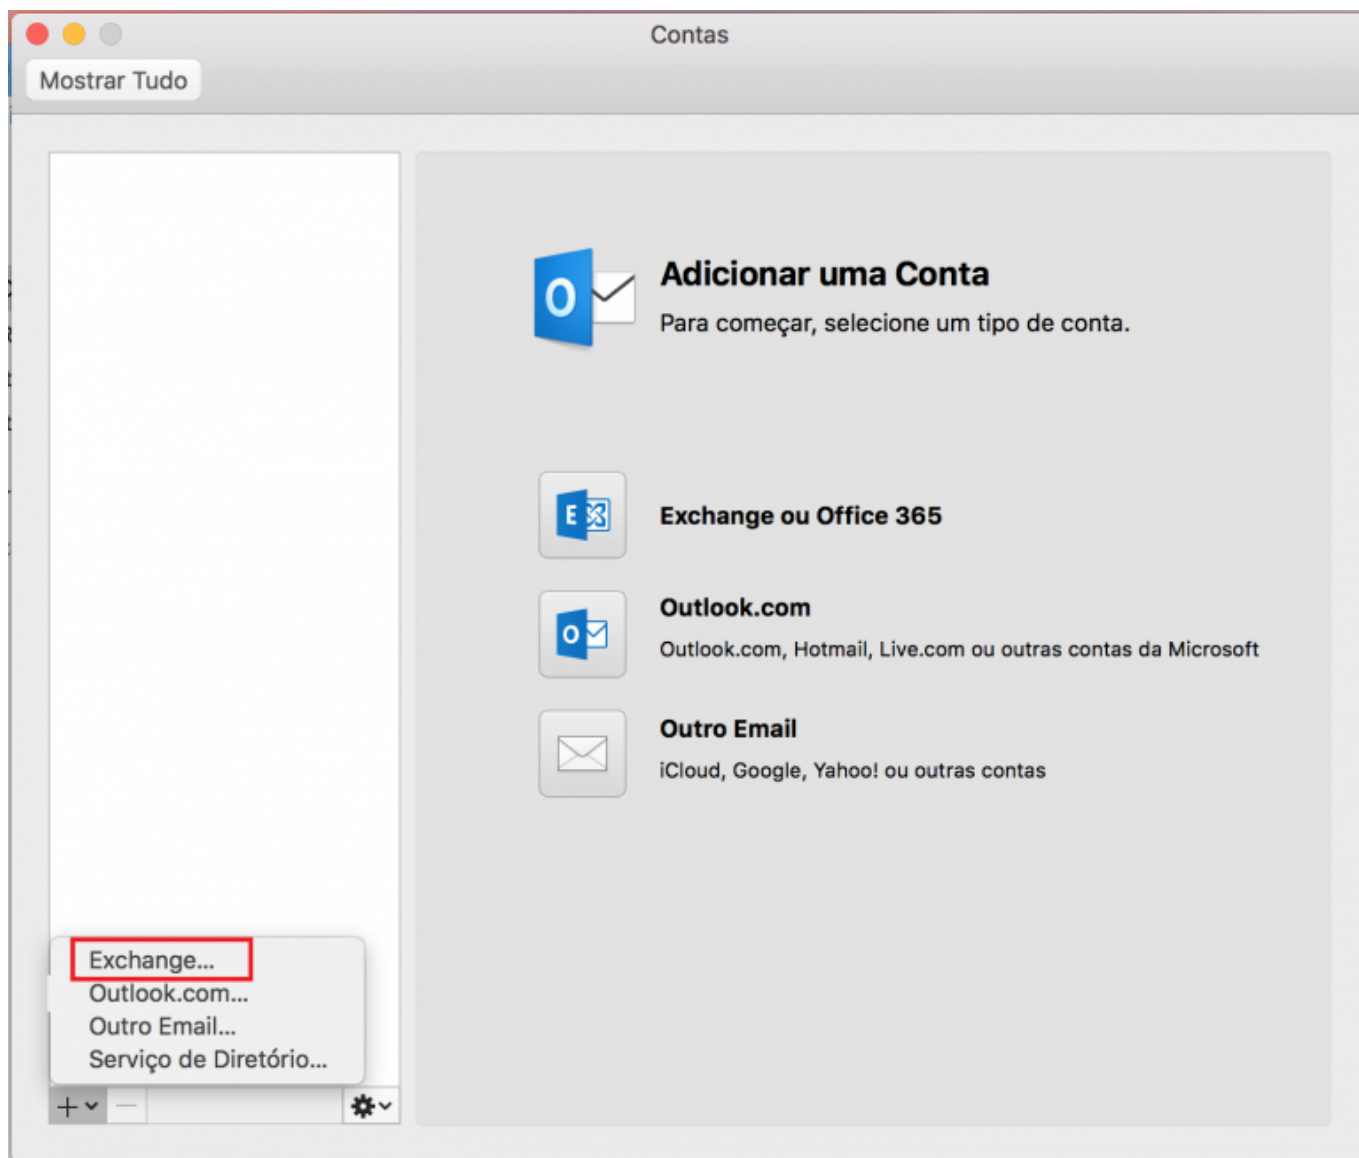 Contas
Mostrar Tudo
Adicionar uma Conta
Para começar, selecione um tipo de conta.
Exchange ou Office 365
Outlook.com
Outlook.com, Hotmail, Live.com ou outras contas da Microsoft
Outro Email
iCloud, Google, Yahoo! ou outras contas
Exchange...
Outlook.com...
Outro Email...
Serviço de Diretório...